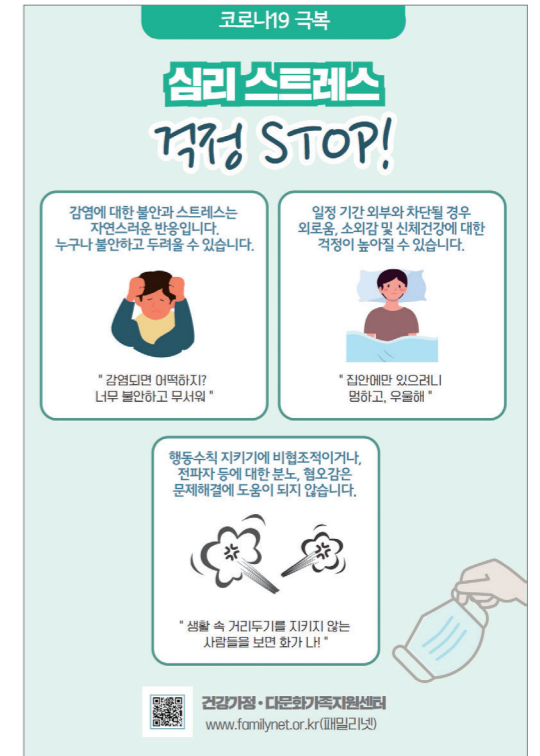 코로나19 극복
심리 스트레스
걱정 STOP!
감염에 대한 불안과 스트레스는
자연스러운 반응입니다.
누구나 불안하고 두려울 수 있습니다.
" 감염되면 어떡하지?
너무 불안하고 무서워 "
일정 기간 외부와 차단될 경우
외로움, 소외감 및 신체건강에 대한
걱정이 높아질 수 있습니다.
" 집안에만 있으려니
멍하고, 우울해 "
행동수칙 지키기에 비협조적이거나,
전파자 등에 대한 분노, 혐오감은
문제해결에 도움이 되지 않습니다.
" 생활 속 거리두기를 지키지 않는
사람들을 보면 화가 나! "
건강가정·다문화가족지원센터
www.familynet.or.kr(패밀리넷)